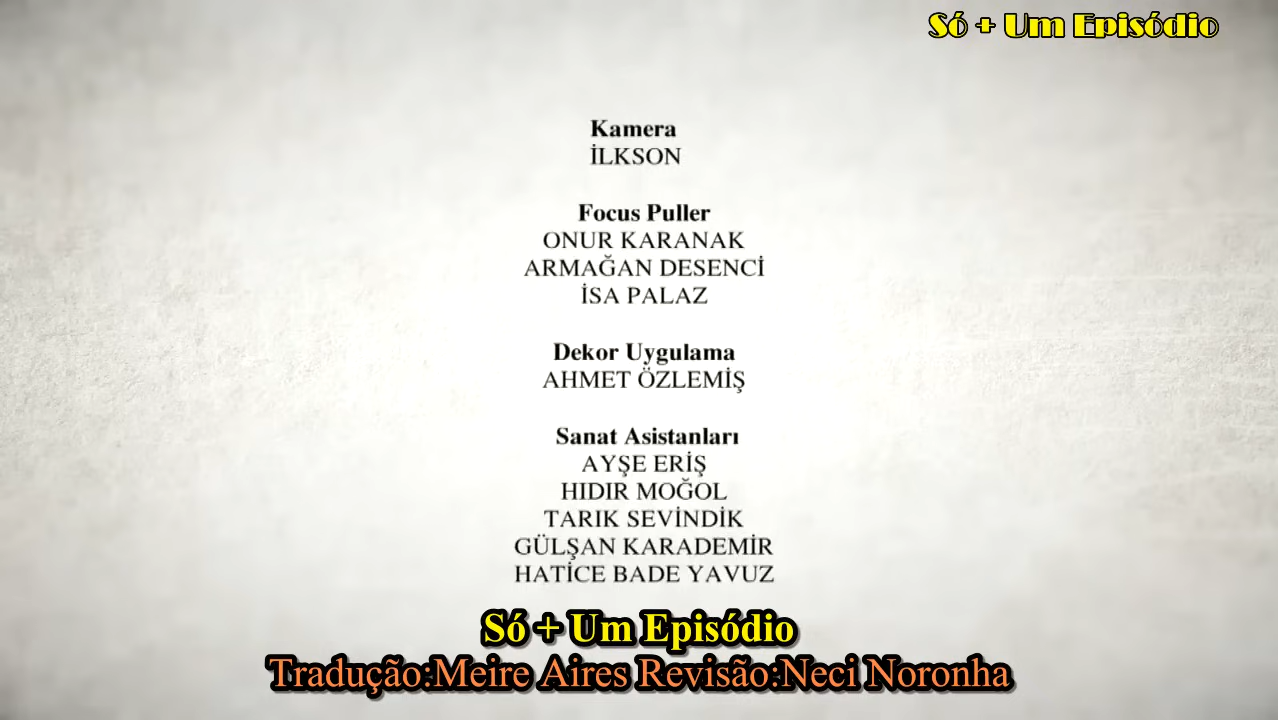 Só + Um Episódio
Kamera
İLKSON
Focus Puller
ONUR KARANAK
ARMAĞAN DESENCİ
İSA PALAZ
Dekor Uygulama
AHMET ÖZLEMİŞ
Sanat Asistanları
AYŞE ERİŞ
HIDIR MOĞOL
TARIK SEVİNDİK
GÜLŞAN KARADEMİR
HATİCE BADE YAVUZ
Só + Um Episódio
Tradução:Meire Aires Revisão:Neci Noronha